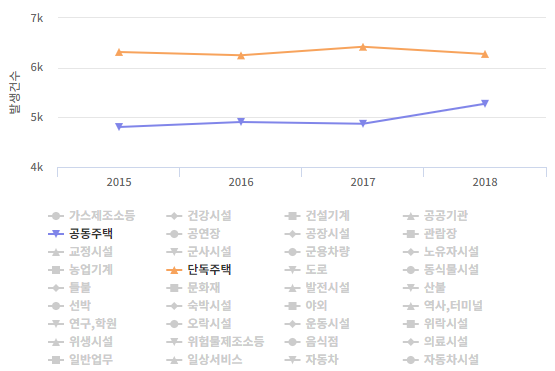 7k
6k
5k
4k
발생건수
2015 2016 2017 2018
가스제조소등 건강시설 건설기계 공공기관
공동주택 공연장 공장시설 관람장
교정시설 군사시설 군용차량 노유자시설
농업기계 단독주택 도로 동식물시설
들불 문화재 발전시설 산불
선박 숙박시설 야외 역사,터미널
연구,학원 오락시설 운동시설 위락시설
위생시설 위험물제조소등 음식점 의료시설
일반업무 일상서비스 자동차 자동차시설